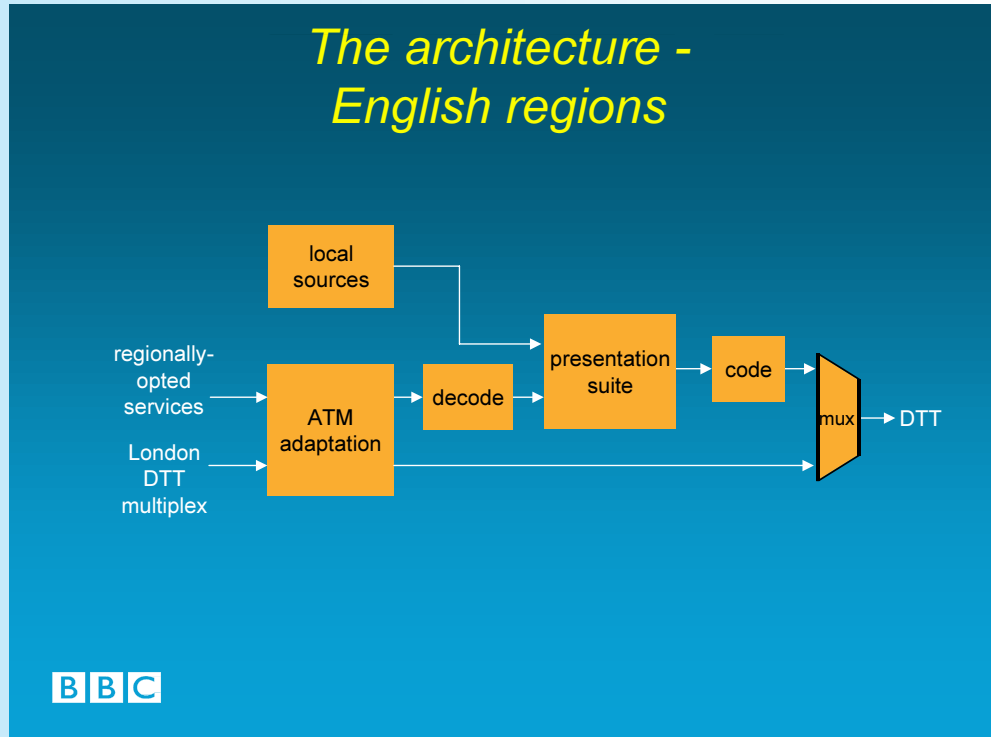 The architecture -
English regions
local
sources
regionally-
opted
services
London
DTT
multiplex
ATM
adaptation
decode
presentation
suite
code
mux
DTT
BBC